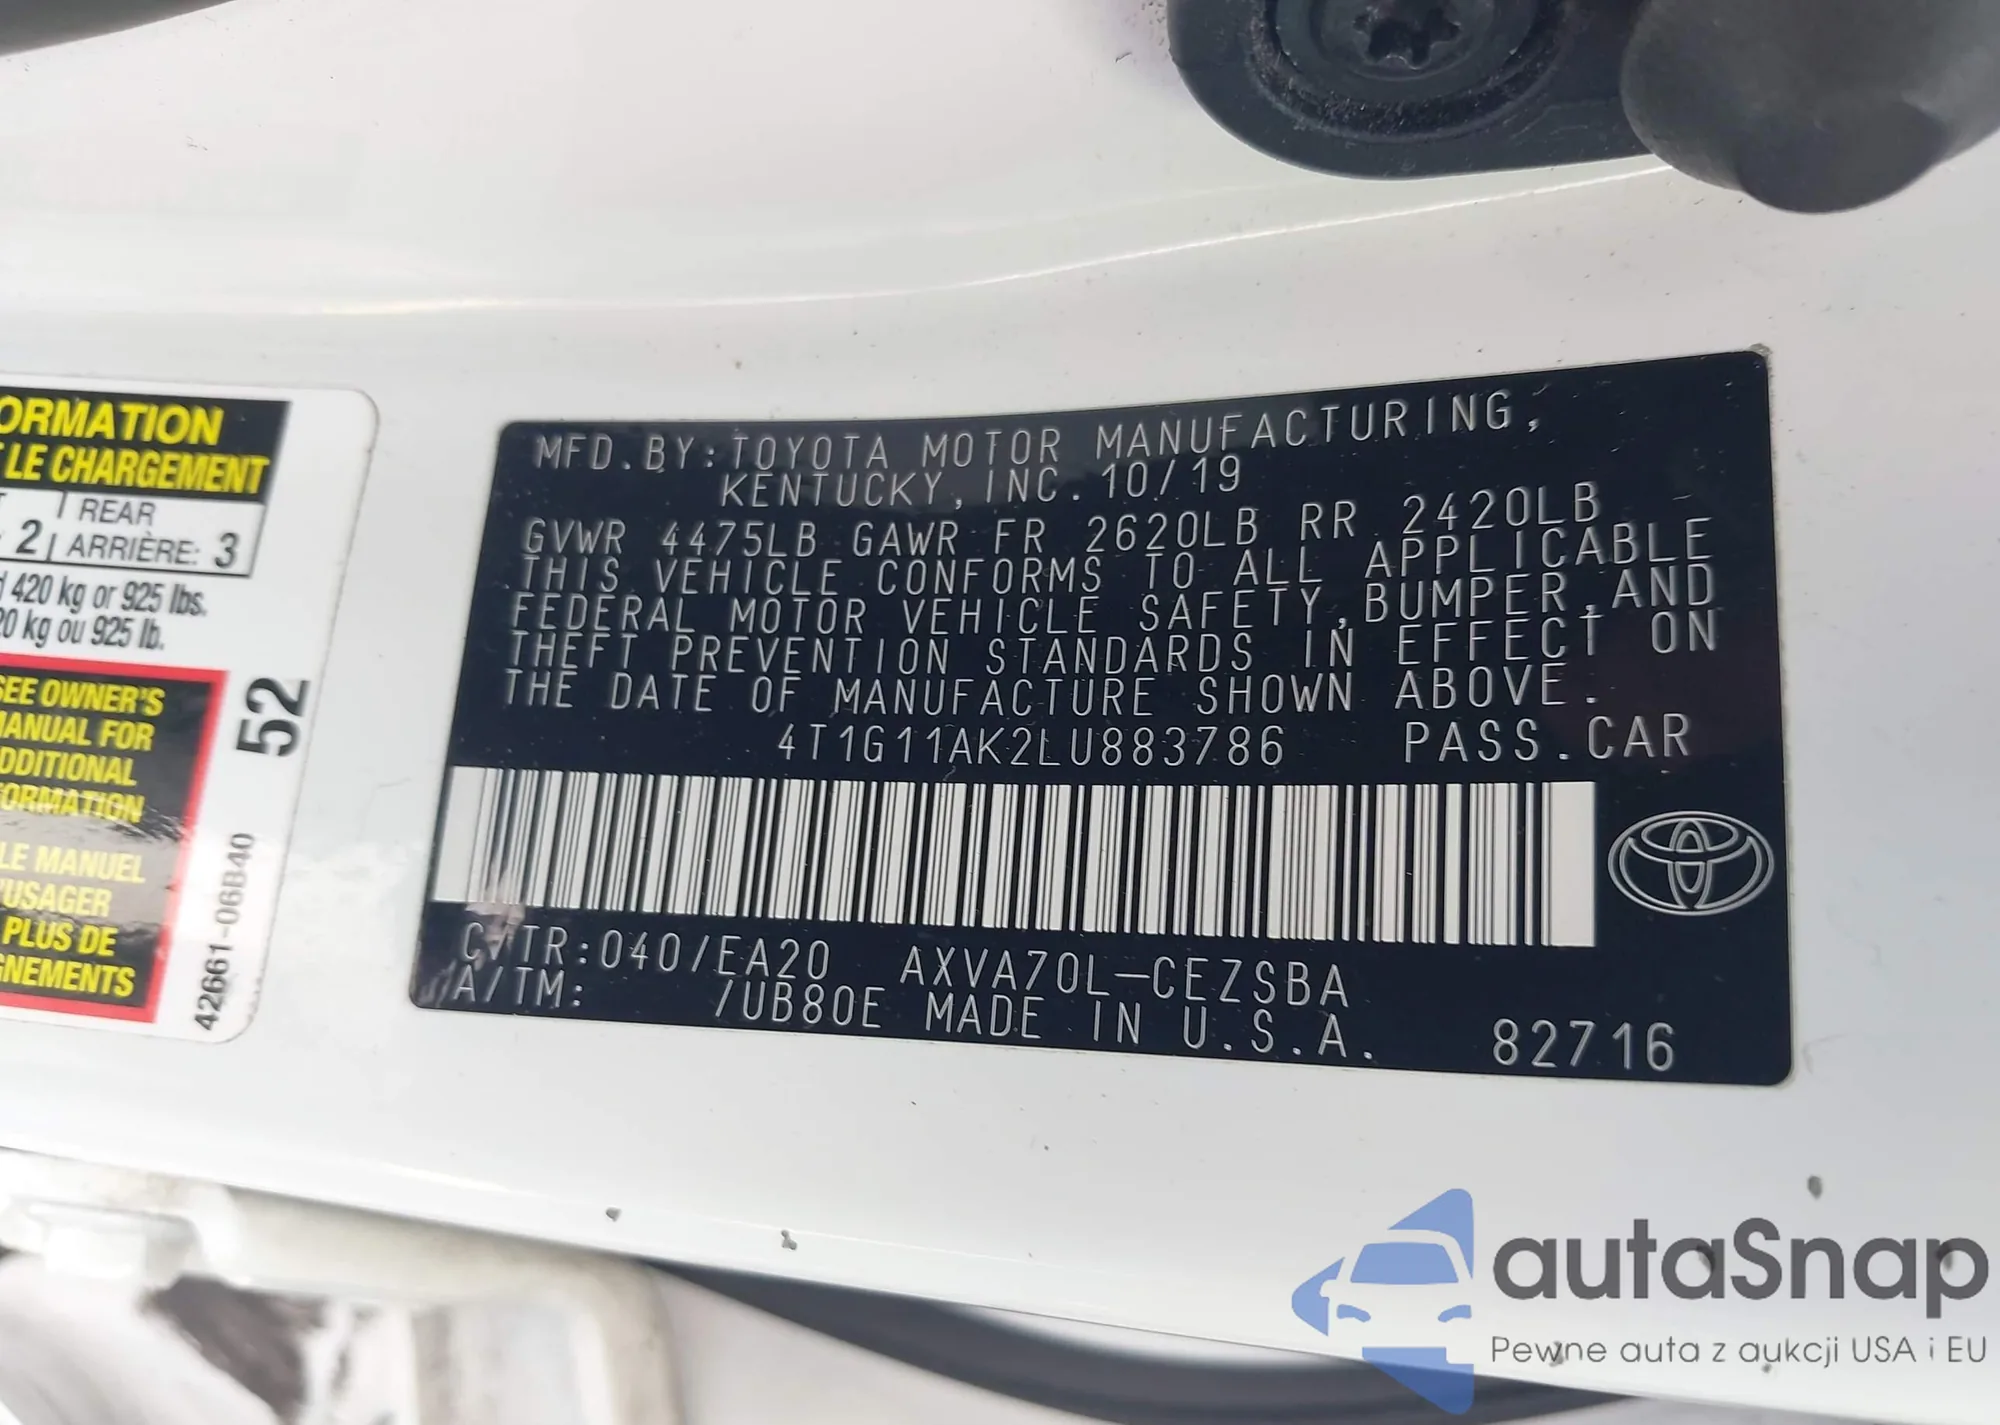 ORMATION
LE CHARGEMENT
REAR
2 ARRIÈRE: 3
420 kg or 925 lbs.
20 kg ou 925 lb.
SEE OWNER'S
MANUAL FOR
ADDITIONAL
FORMATION
LE MANUEL
'USAGER
PLUS DE
GNEMENTS
52
42661-06B40
MFD.BY:TOYOTA MOTOR MANUFACTURING,
KENTUCKY, INC. 10/19
GVWR 4475LB GAWR FR 2620LB RR 2420LB
THIS VEHICLE CONFORMS TO ALL APPLICABLE
FEDERAL MOTOR VEHICLE SAFETY,BUMPER,AND
THEFT PREVENTION STANDARDS IN EFFECT ON
THE DATE OF MANUFACTURE SHOWN ABOVE.
4T1G11AK2LU883786 PASS.CAR
C/TR:040/EA20 AXVA70L-CEZSBA
A/TM: /UB80E MADE IN U.S.A. 82716
autaSnap
Pewne auta z aukcji USA i EU